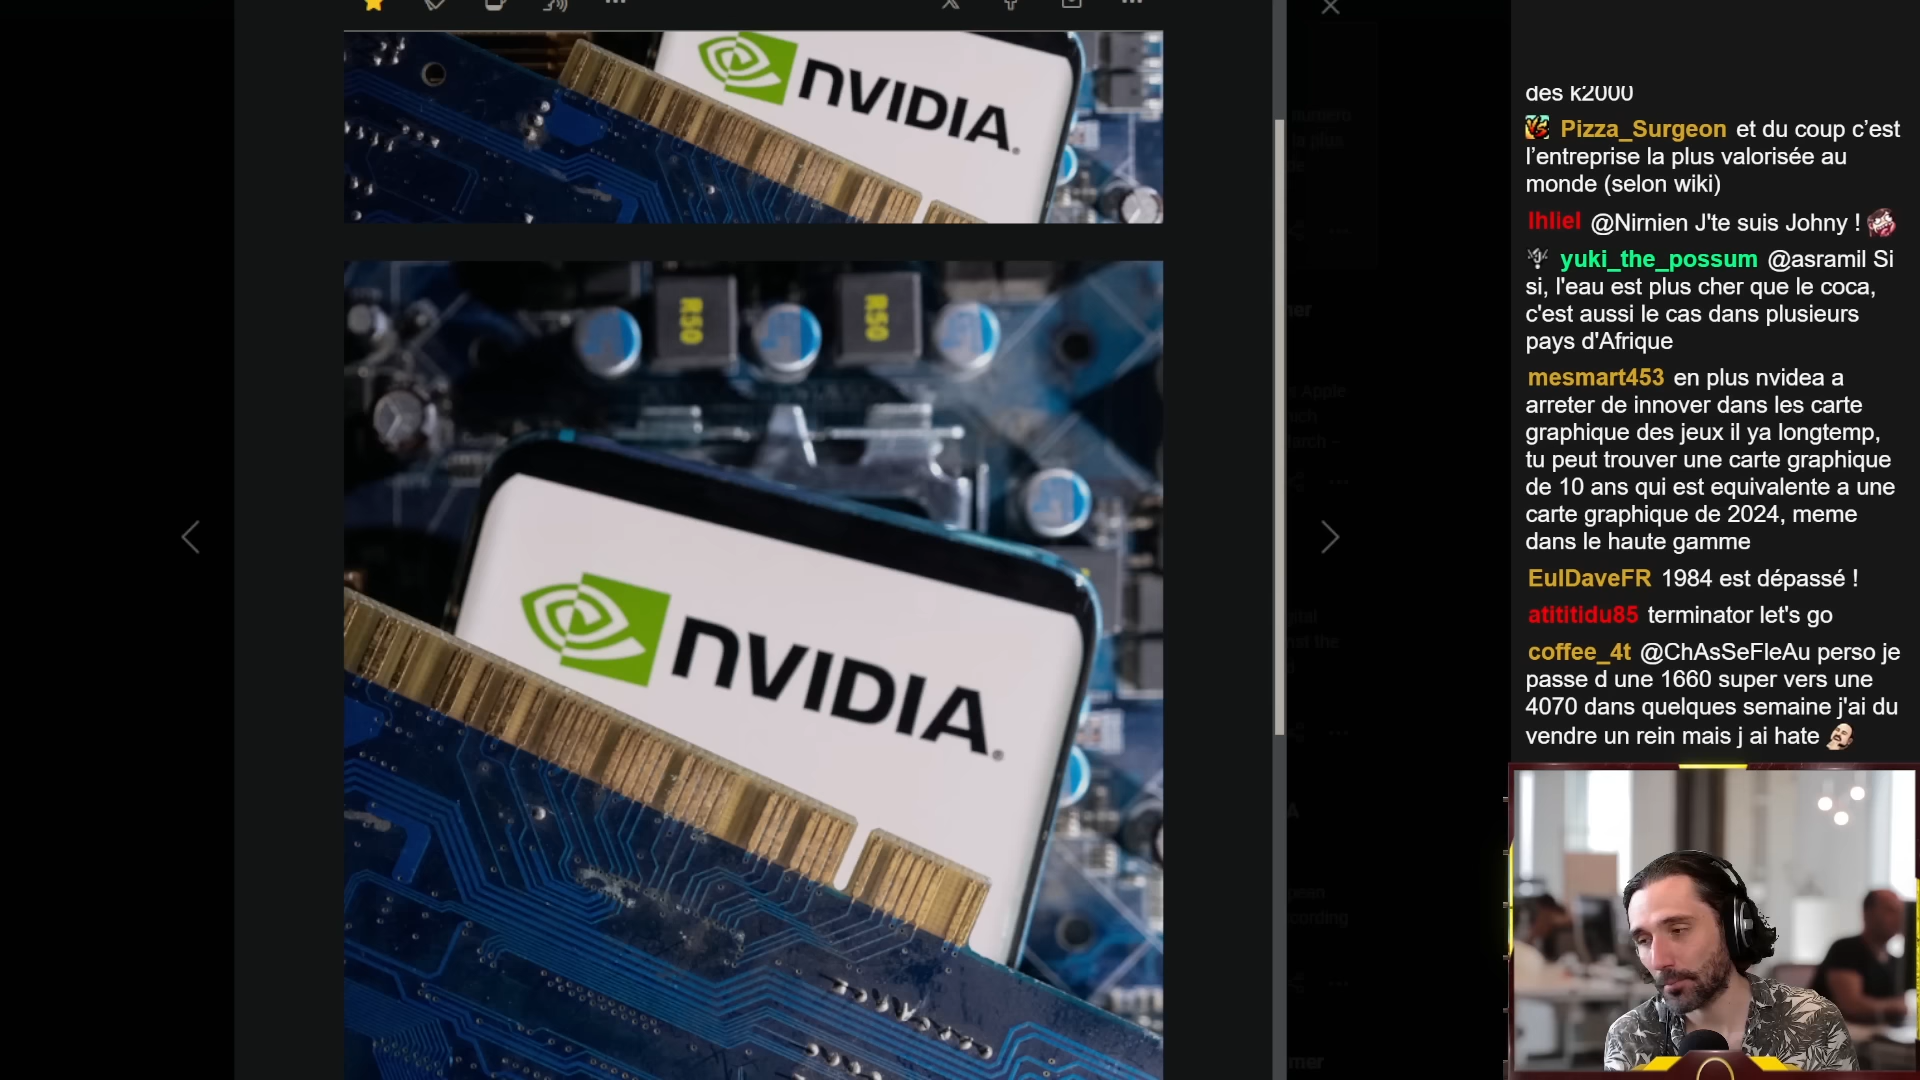 NVIDIA
R50
R50
NVIDIA
des k2000
Pizza_Surgeon et du coup c’est
l’entreprise la plus valorisée au
monde (selon wiki)
Ihliel @Nirnien J'te suis Johny !
yuki_the_possum @asramil Si
si, l'eau est plus cher que le coca,
c'est aussi le cas dans plusieurs
pays d'Afrique
mesmart453 en plus nvidea a
arreter de innover dans les carte
graphique des jeux il ya longtemp,
tu peut trouver une carte graphique
de 10 ans qui est equivalente a une
carte graphique de 2024, meme
dans le haute gamme
EulDaveFR 1984 est dépassé !
atititidu85 terminator let's go
coffee_4t @ChAsSeFleAu perso je
passe d une 1660 super vers une
4070 dans quelques semaine j'ai du
vendre un rein mais j ai hate